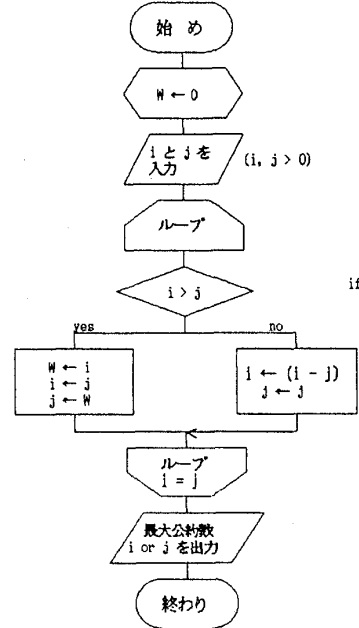 始 め
W ← 0
i と j を
入力
(i, j > 0)
ループ
i > j
if
yes
no
W ← i
i ← j
j ← W
i ← (i - j)
j ← j
ループ
i = j
最大公約数
i or j を出力
終わり